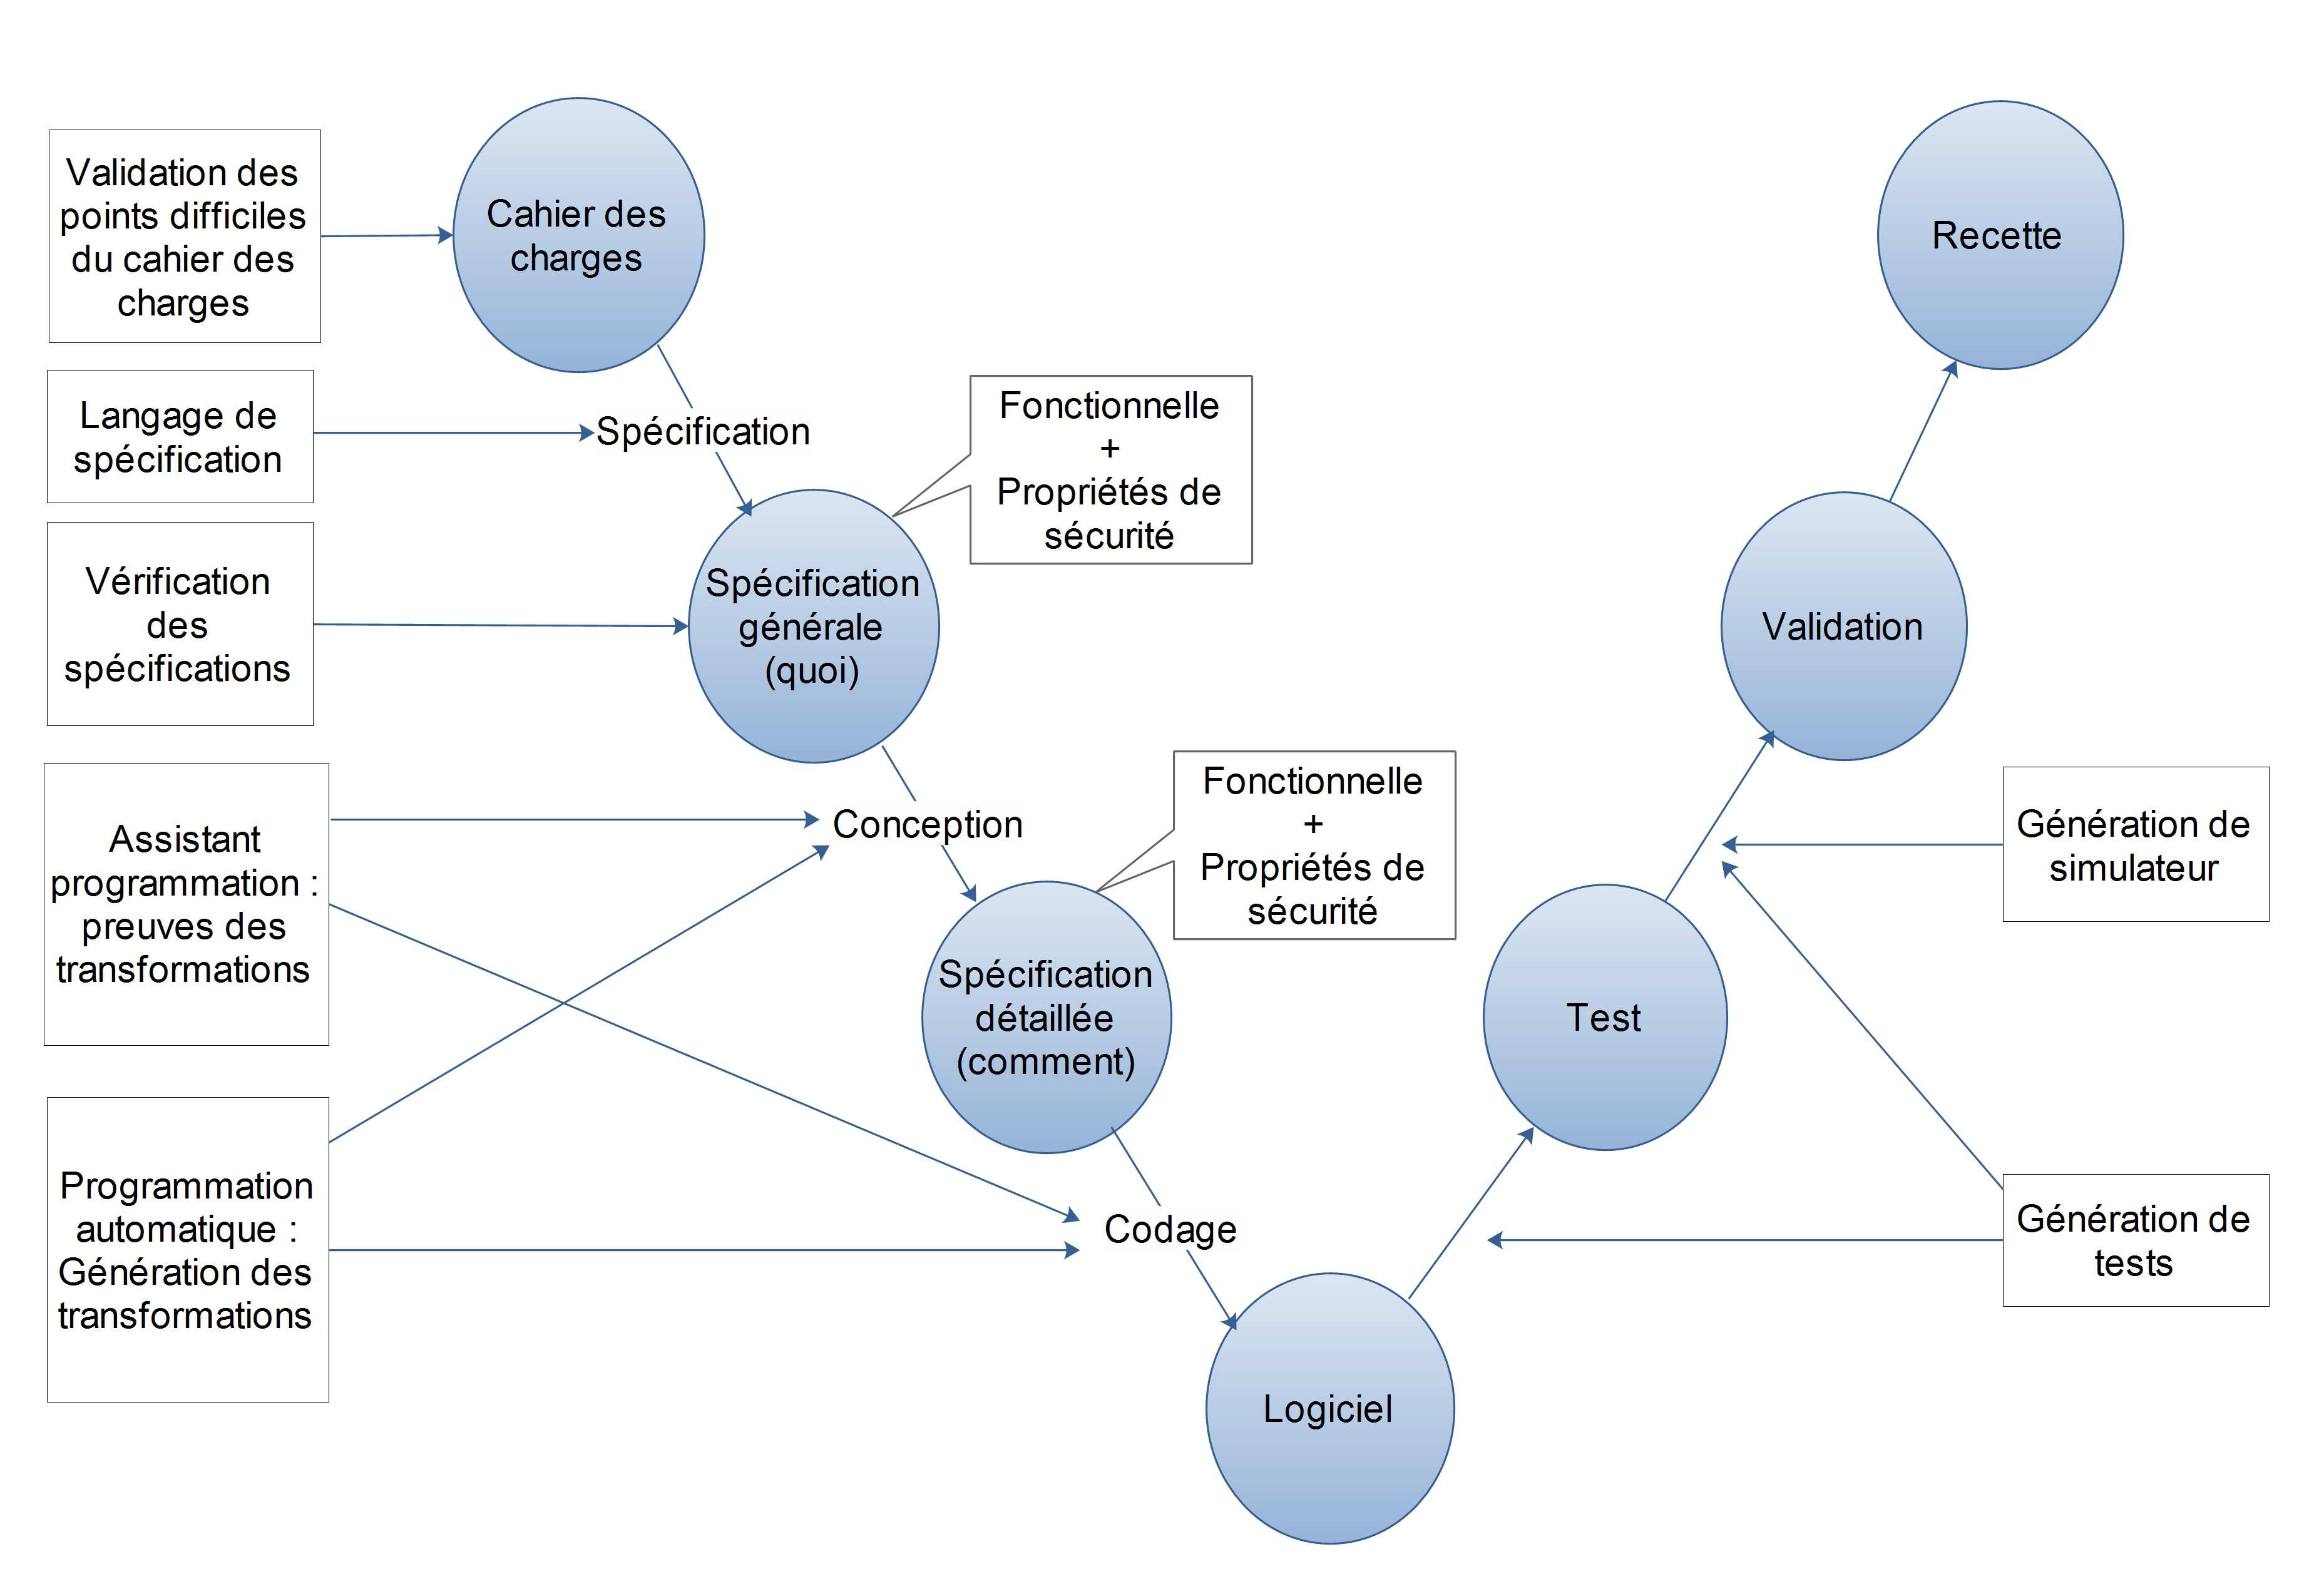 Validation des
points difficiles
du cahier des
charges
Cahier des
charges
Recette
Langage de
spécification
Spécification
Fonctionnelle
+
Propriétés de
sécurité
Vérification
des
spécifications
Spécification
générale
(quoi)
Validation
Assistant
programmation :
preuves des
transformations
Conception
Fonctionnelle
+
Propriétés de
sécurité
Génération de
simulateur
Spécification
détaillée
(comment)
Test
Programmation
automatique :
Génération des
transformations
Codage
Génération de
tests
Logiciel